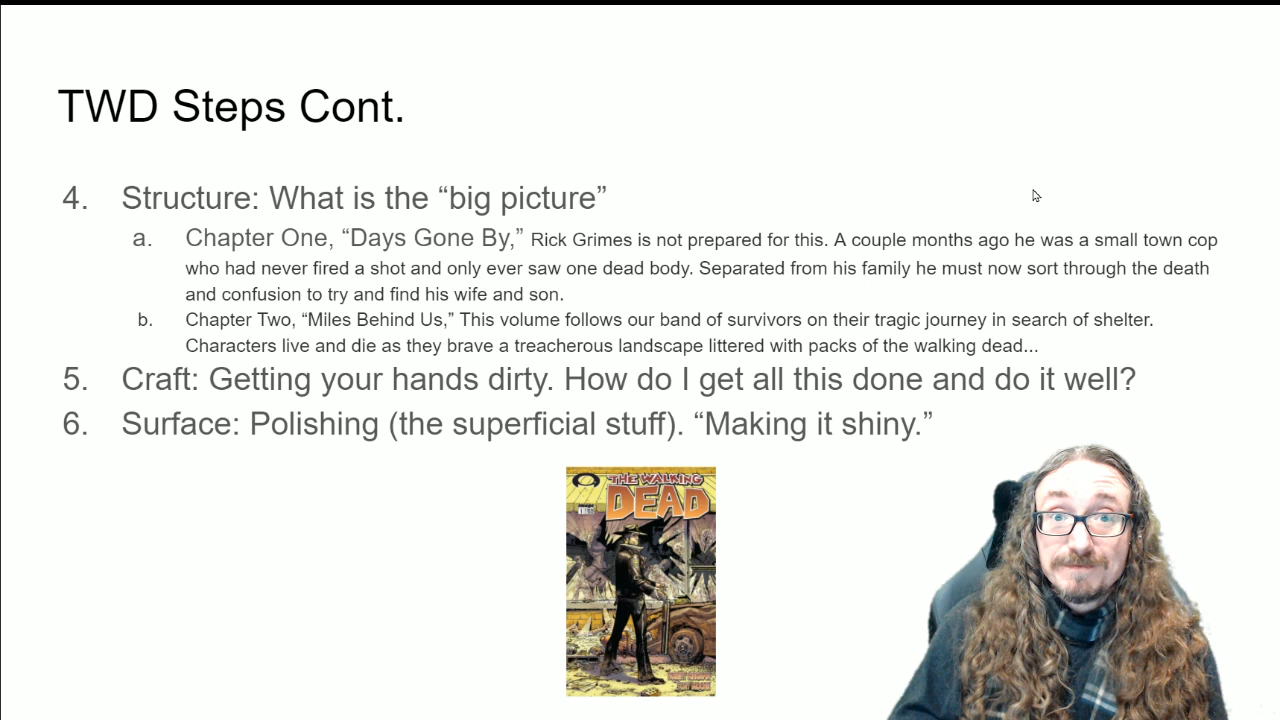 TWD Steps Cont.
4. Structure: What is the “big picture”
a. Chapter One, “Days Gone By,” Rick Grimes is not prepared for this. A couple months ago he was a small town cop
who had never fired a shot and only ever saw one dead body. Separated from his family he must now sort through the death
and confusion to try and find his wife and son.
b. Chapter Two, “Miles Behind Us,” This volume follows our band of survivors on their tragic journey in search of shelter.
Characters live and die as they brave a treacherous landscape littered with packs of the walking dead...
5. Craft: Getting your hands dirty. How do I get all this done and do it well?
6. Surface: Polishing (the superficial stuff). “Making it shiny.”
THE WALKING
DEAD
1